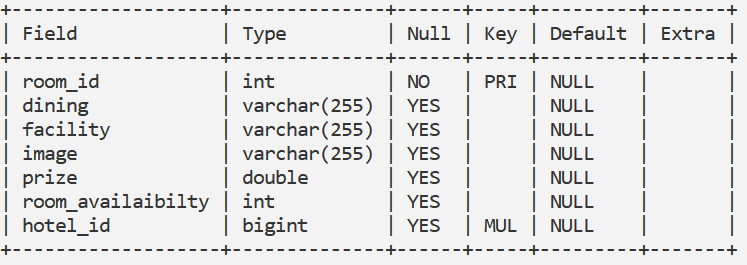 +-------------------+--------------+------+-----+---------+-------+
| Field             | Type         | Null | Key | Default | Extra |
+-------------------+--------------+------+-----+---------+-------+
| room_id           | int          | NO   | PRI | NULL    |       |
| dining            | varchar(255) | YES  |     | NULL    |       |
| facility          | varchar(255) | YES  |     | NULL    |       |
| image             | varchar(255) | YES  |     | NULL    |       |
| prize             | double       | YES  |     | NULL    |       |
| room_availaibilty | int          | YES  |     | NULL    |       |
| hotel_id          | bigint       | YES  | MUL | NULL    |       |
+-------------------+--------------+------+-----+---------+-------+